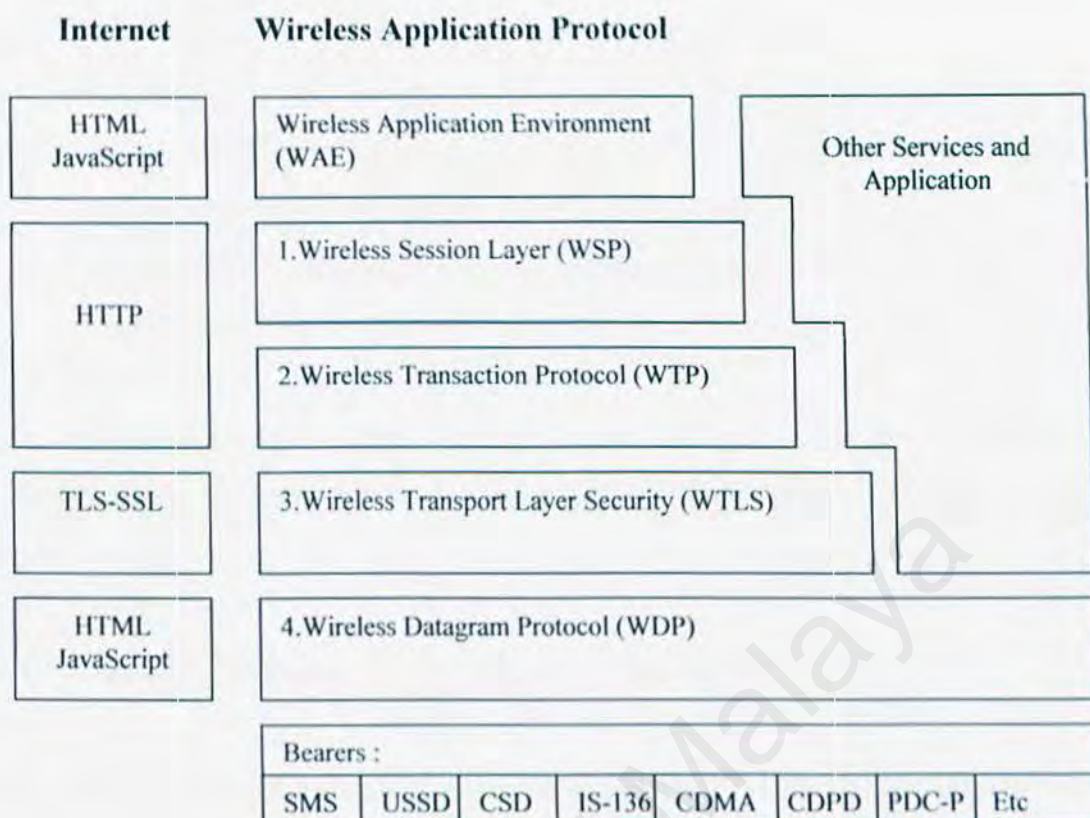 Internet Wireless Application Protocol
HTML
JavaScript
Wireless Application Environment
(WAE)
Other Services and
Application
HTTP
1.Wireless Session Layer (WSP)
2.Wireless Transaction Protocol (WTP)
TLS-SSL
3.Wireless Transport Layer Security (WTLS)
HTML
JavaScript
4.Wireless Datagram Protocol (WDP)
Bearers :
SMS USSD CSD IS-136 CDMA CDPD PDC-P Etc
Malaya